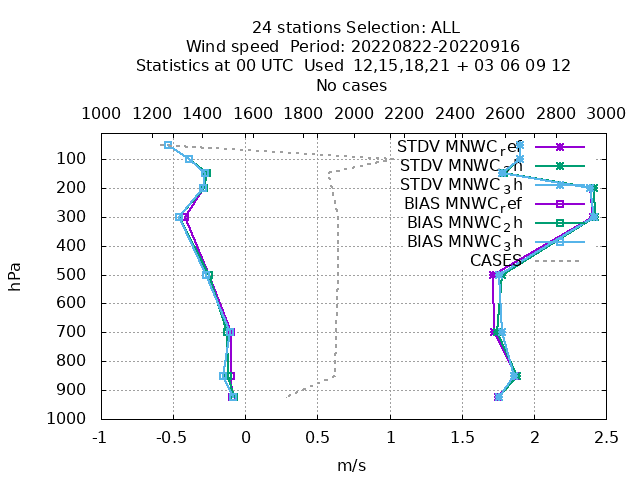 24 stations Selection: ALL
Wind speed  Period: 20220822-20220916
Statistics at 00 UTC  Used  12,15,18,21 + 03 06 09 12
No cases
1000 1200 1400 1600 1800 2000 2200 2400 2600 2800 3000
STDV MNWC_ref
STDV MNWC_2h
STDV MNWC_3h
BIAS MNWC_ref
BIAS MNWC_2h
BIAS MNWC_3h
CASES
hPa
100
200
300
400
500
600
700
800
900
1000
-1 -0.5 0 0.5 1 1.5 2 2.5
m/s